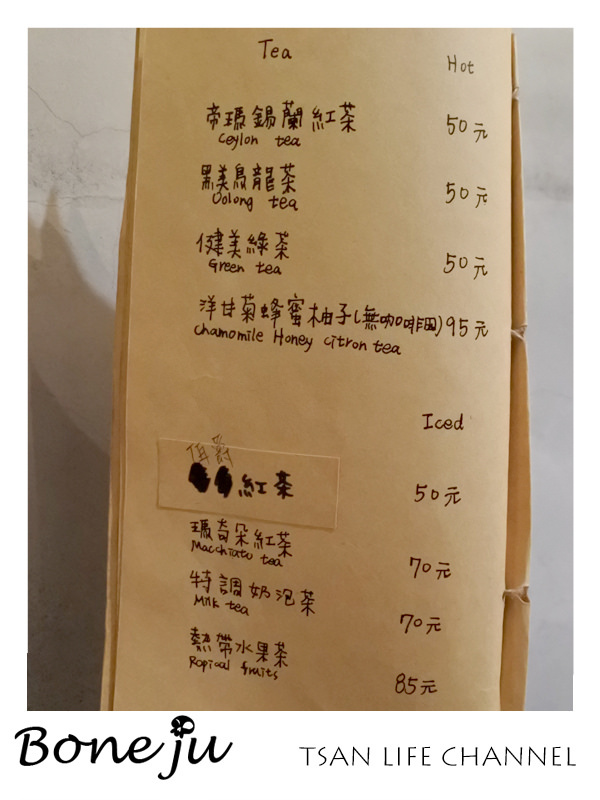 Tea
Hot
帝瑪錫蘭紅茶 50元
Ceylon tea
黑美烏龍茶 50元
Oolong tea
健美綠茶 50元
Green tea
洋甘菊蜂蜜柚子(無咖啡因) 95元
chamomile Honey citron tea
Iced
伯爵
紅茶 50元
瑪奇朵紅茶 70元
Macchiato tea
特調奶泡茶 70元
Milk tea
熱帶水果茶 85元
Ropical fruits
Boneju
TSAN LIFE CHANNEL